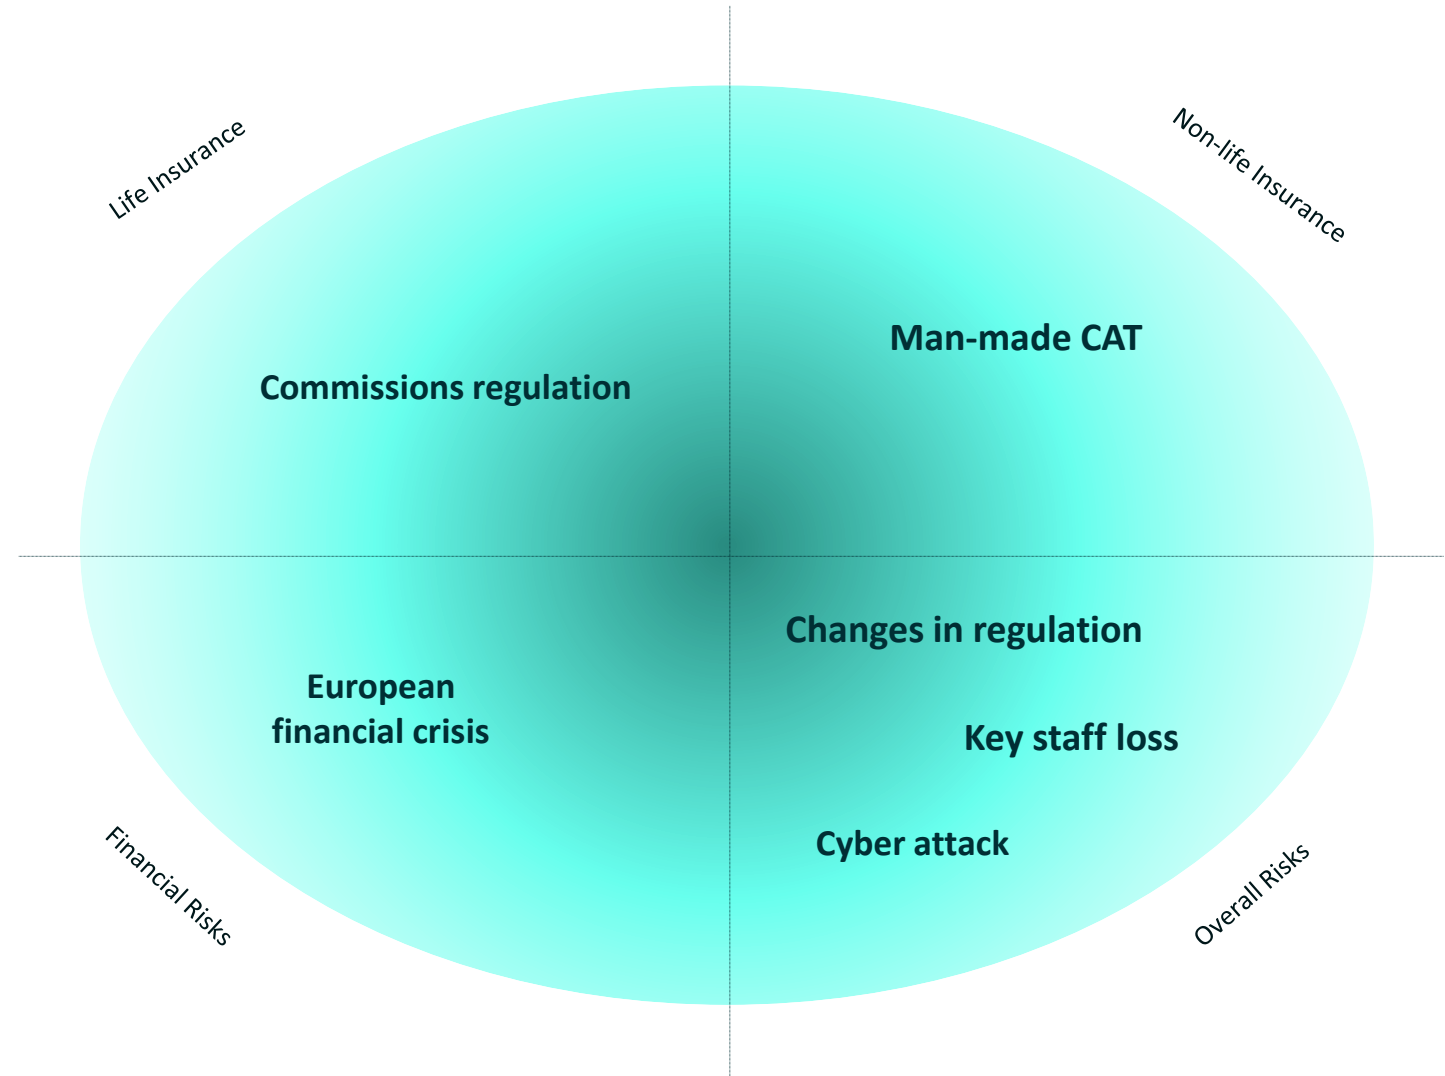 Life Insurance
Non-life Insurance
Man-made CAT
Commissions regulation
Changes in regulation
European
financial crisis
Key staff loss
Cyber attack
Financial Risks
Overall Risks